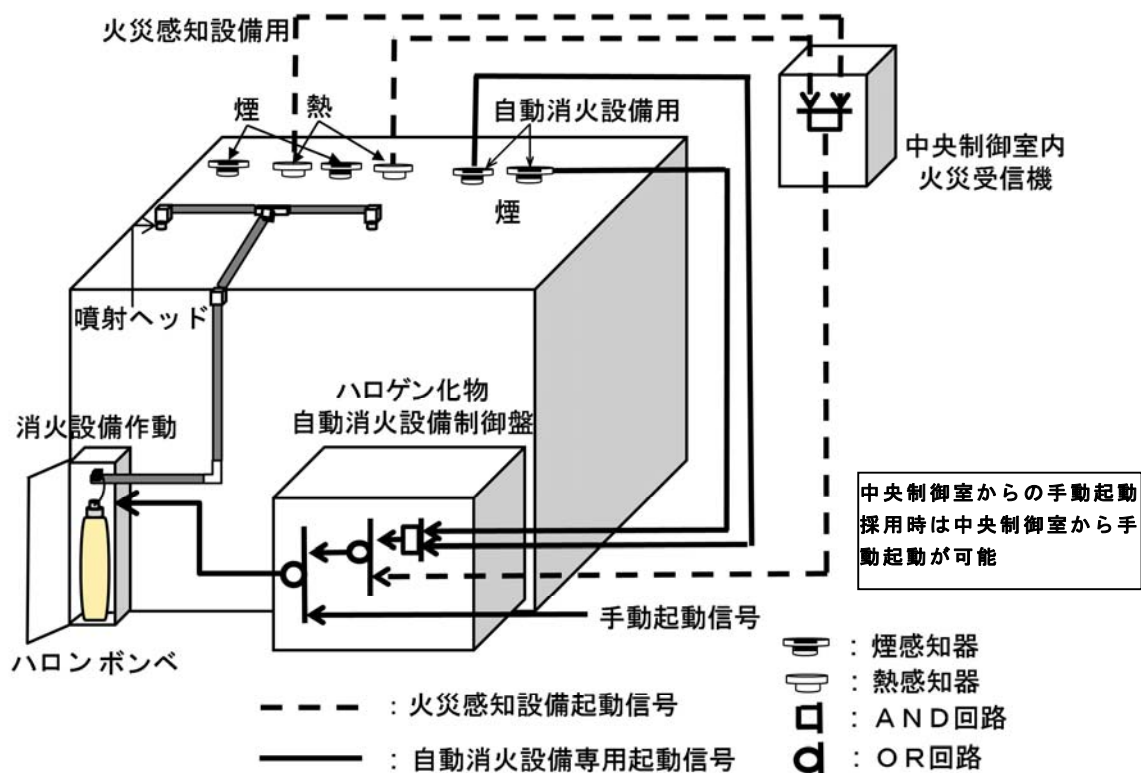 火災感知設備用
煙
熱
自動消火設備用
煙
中央制御室内
火災受信機
噴射ヘッド
ハロゲン化物
自動消火設備制御盤
消火設備作動
中央制御室からの手動起動
採用時は中央制御室から手
動起動が可能
手動起動信号
ハロン ボンベ
：煙感知器
：熱感知器
：火災感知設備起動信号
：ＡＮＤ回路
：自動消火設備専用起動信号
：ＯＲ回路